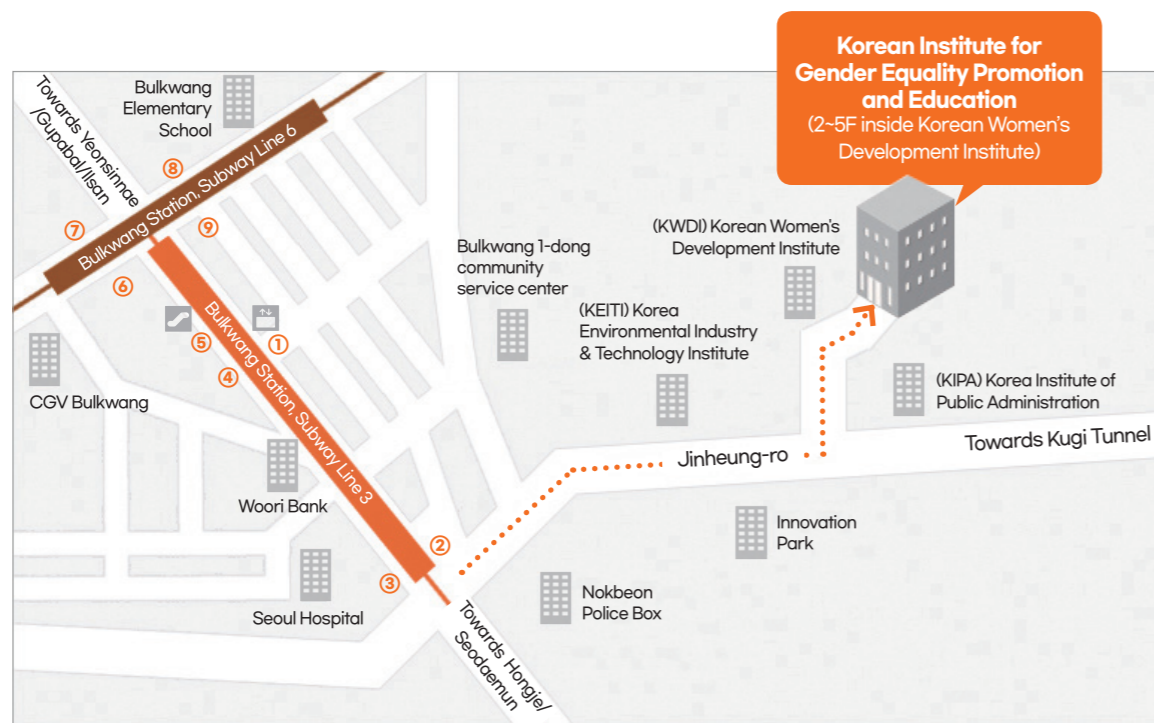 Korean Institute for
Gender Equality Promotion
and Education
(2~5F inside Korean Women's
Development Institute)
Towards Yeonsinnae
/Gupabal/Ilsan
Bulkwang
Elementary
School
Bulkwang Station, Subway Line 6
⑧
⑦
⑨
⑥
(KWDI) Korean Women's
Development Institute
Bulkwang 1-dong
community
service center
(KEITI) Korea
Environmental Industry
& Technology Institute
⑤
①
④
Bulkwang Station, Subway Line 3
CGV Bulkwang
(KIPA) Korea Institute of
Public Administration
Towards Kugi Tunnel
Jinheung-ro
Woori Bank
Innovation
Park
②
③
Seoul Hospital
Nokbeon
Police Box
Towards Hongje/
Seodaemun